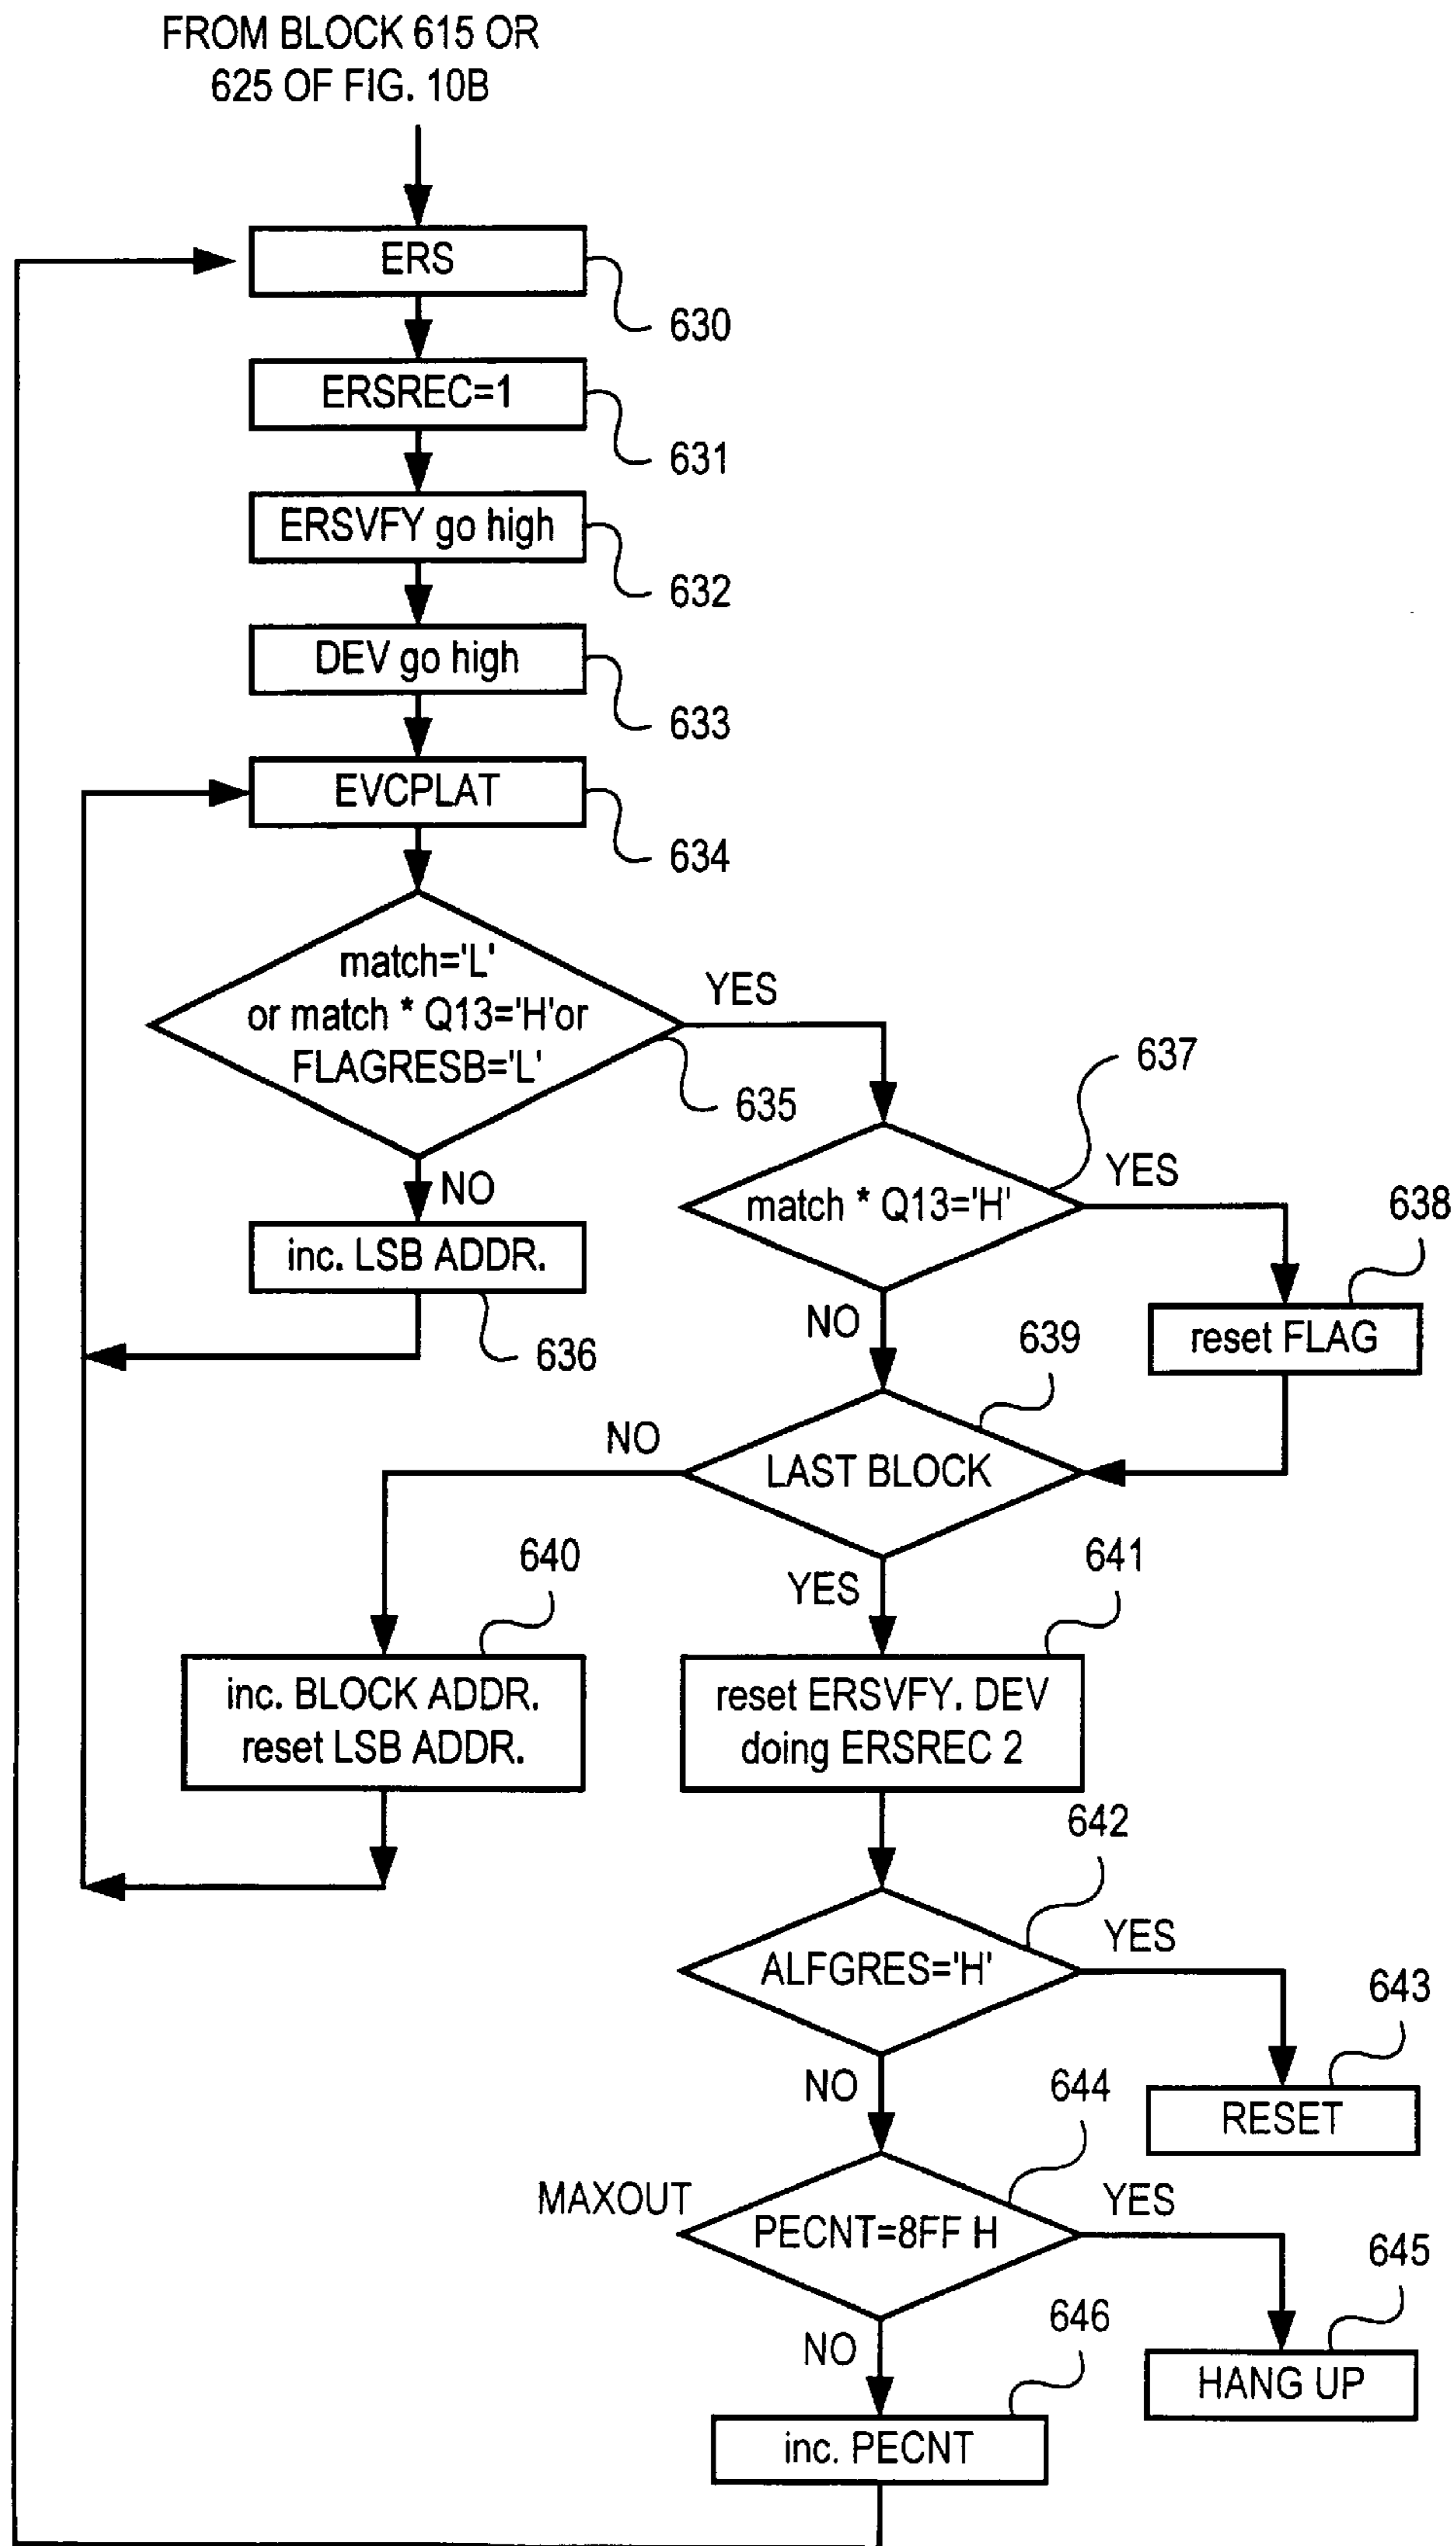 FROM BLOCK 615 OR
625 OF FIG. 10B
ERS
630
ERSREC=1
631
ERSVFY go high
632
DEV go high
633
EVCPLAT
634
match='L'
or match * Q13='H'or
FLAGRESB='L'
635
YES
NO
inc. LSB ADDR.
636
637
match * Q13='H'
YES
NO
638
reset FLAG
639
LAST BLOCK
NO
YES
640
inc. BLOCK ADDR.
reset LSB ADDR.
641
reset ERSVFY. DEV
doing ERSREC 2
642
ALFGRES='H'
YES
NO
643
RESET
644
MAXOUT
PECNT=8FF H
YES
NO
645
HANG UP
646
inc. PECNT